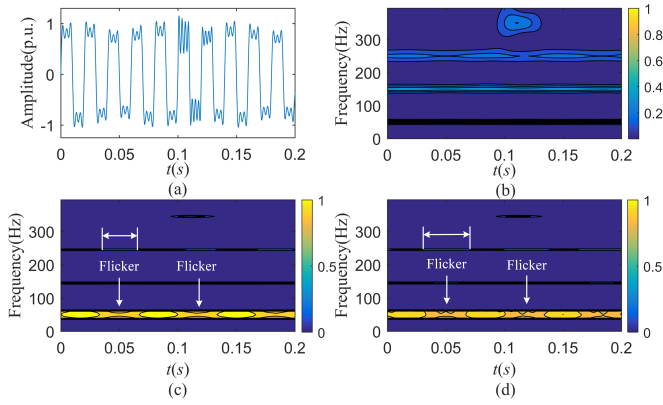 (a)
Amplitude(p.u.)
1
0
-1
0 0.05 0.1 0.15 0.2
t(s)
(a)
(b)
Frequency(Hz)
300
200
100
0
0 0.05 0.1 0.15 0.2
1
0.8
0.6
0.4
0.2
t(s)
(b)
(c)
Frequency(Hz)
300
200
100
0
Flicker Flicker
0 0.05 0.1 0.15 0.2
1
0.5
0
t(s)
(c)
(d)
Frequency(Hz)
300
200
100
0
Flicker Flicker
0 0.05 0.1 0.15 0.2
1
0.5
0
t(s)
(d)